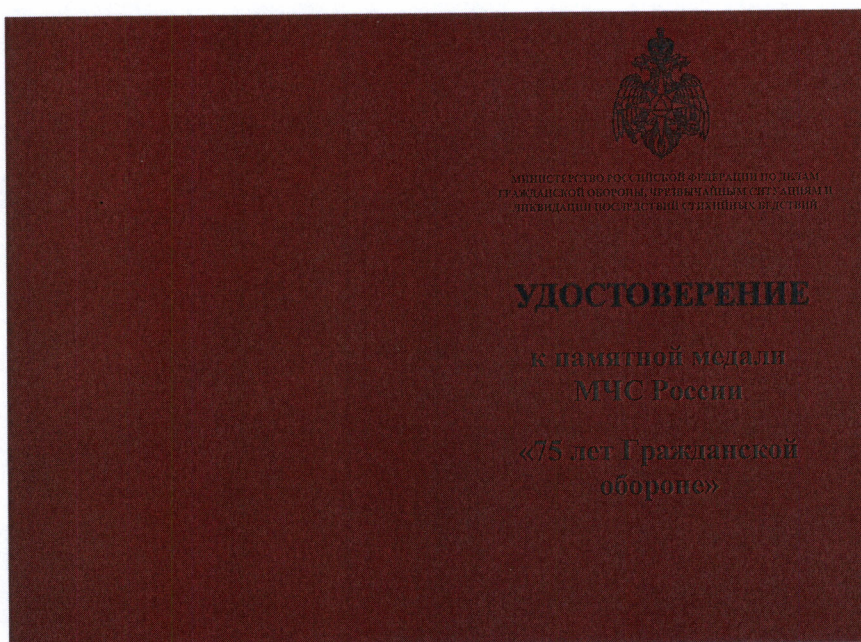 МИНИСТЕРСТВО РОССИЙСКОЙ ФЕДЕРАЦИИ ПО ДЕЛАМ
ГРАЖДАНСКОЙ ОБОРОНЫ, ЧРЕЗВЫЧАЙНЫМ СИТУАЦИЯМ И
ЛИКВИДАЦИИ ПОСЛЕДСТВИЙ СТИХИЙНЫХ БЕДСТВИЙ
УДОСТОВЕРЕНИЕ
к памятной медали
МЧС России
«75 лет Гражданской
обороне»